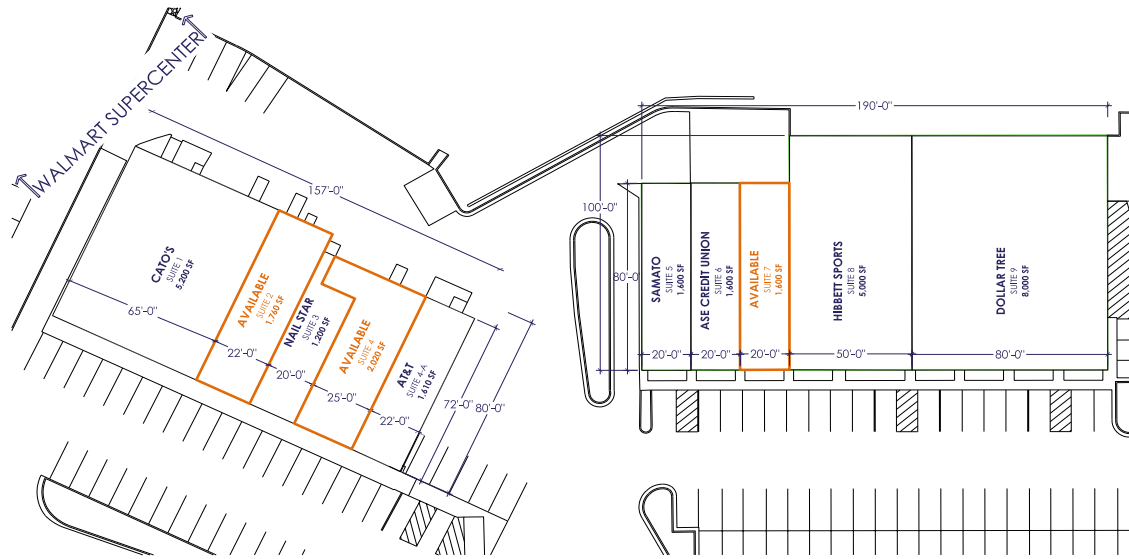 WALMART SUPERCENTER
157'-0"
CATO'S
SUITE 1
5,200 SF
65'-0"
AVAILABLE
SUITE 2
1,760 SF
22'-0"
NAIL STAR
SUITE 3
1,200 SF
20'-0"
AVAILABLE
SUITE 4
2,020 SF
25'-0"
AT&T
SUITE 4-A
1,610 SF
22'-0"
72'-0"
80'-0"
190'-0"
100'-0"
80'-0"
SAMATO
SUITE 5
1,600 SF
20'-0"
ASE CREDIT UNION
SUITE 6
1,600 SF
20'-0"
AVAILABLE
SUITE 7
1,600 SF
20'-0"
HIBBETT SPORTS
SUITE 8
5,000 SF
50'-0"
DOLLAR TREE
SUITE 9
8,000 SF
80'-0"